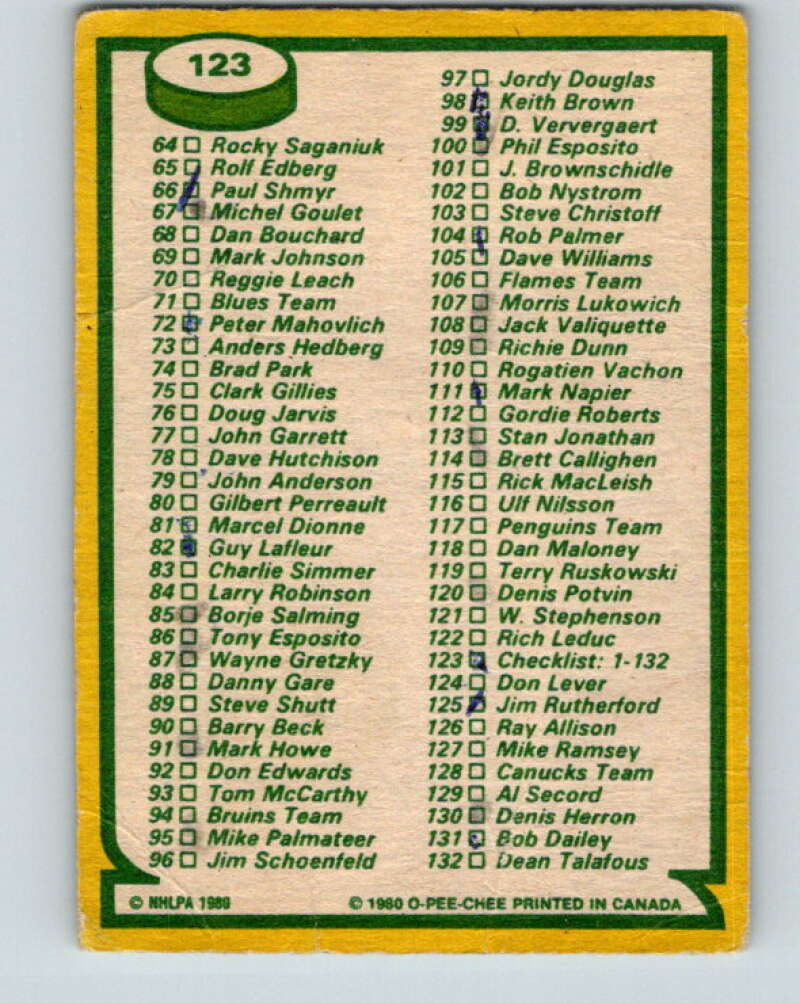 123
64 Rocky Saganiuk
65 Rolf Edberg
66 Paul Shmyr
67 Michel Goulet
68 Dan Bouchard
69 Mark Johnson
70 Reggie Leach
71 Blues Team
72 Peter Mahovlich
73 Anders Hedberg
74 Brad Park
75 Clark Gillies
76 Doug Jarvis
77 John Garrett
78 Dave Hutchison
79 John Anderson
80 Gilbert Perreault
81 Marcel Dionne
82 Guy Lafleur
83 Charlie Simmer
84 Larry Robinson
85 Borje Salming
86 Tony Esposito
87 Wayne Gretzky
88 Danny Gare
89 Steve Shutt
90 Barry Beck
91 Mark Howe
92 Don Edwards
93 Tom McCarthy
94 Bruins Team
95 Mike Palmateer
96 Jim Schoenfeld
97 Jordy Douglas
98 Keith Brown
99 D. Ververgaert
100 Phil Esposito
101 J. Brownschidle
102 Bob Nystrom
103 Steve Christoff
104 Rob Palmer
105 Dave Williams
106 Flames Team
107 Morris Lukowich
108 Jack Valiquette
109 Richie Dunn
110 Rogatien Vachon
111 Mark Napier
112 Gordie Roberts
113 Stan Jonathan
114 Brett Callighen
115 Rick MacLeish
116 Ulf Nilsson
117 Penguins Team
118 Dan Maloney
119 Terry Ruskowski
120 Denis Potvin
121 W. Stephenson
122 Rich Leduc
123 Checklist: 1-132
124 Don Lever
125 Jim Rutherford
126 Ray Allison
127 Mike Ramsey
128 Canucks Team
129 Al Secord
130 Denis Herron
131 Bob Dailey
132 Dean Talafous
© NHLPA 1980 © 1980 O-PEE-CHEE PRINTED IN CANADA